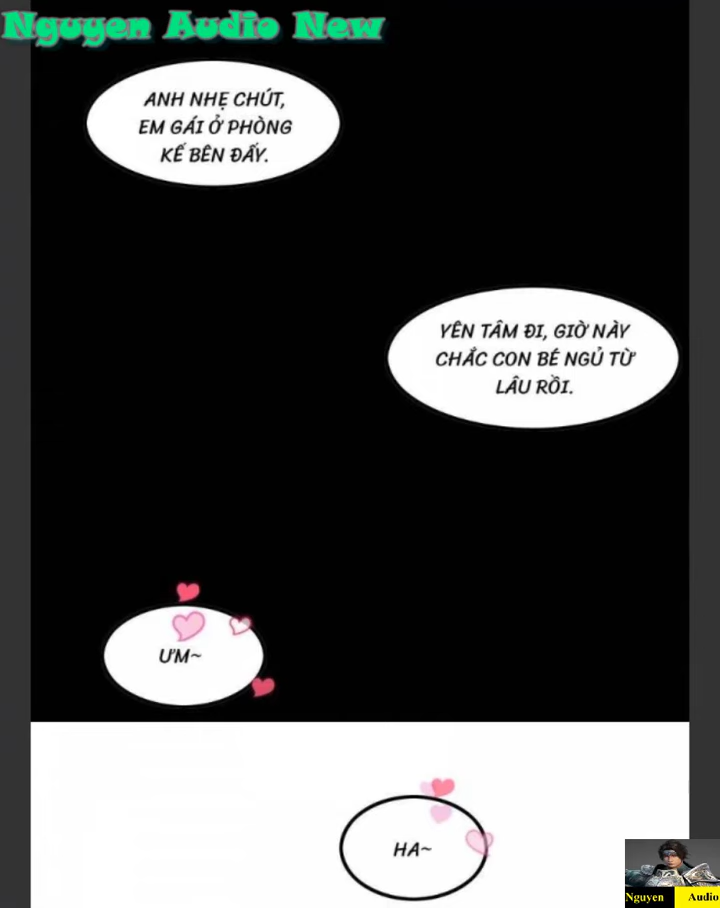 Nguyen Audio New
ANH NHẸ CHÚT,
EM GÁI Ở PHÒNG
KẾ BÊN ĐẤY.
YÊN TÂM ĐI, GIỜ NÀY
CHẮC CON BÉ NGỦ TỪ
LÂU RỒI.
ƯM~
HA~
Nguyen Audio